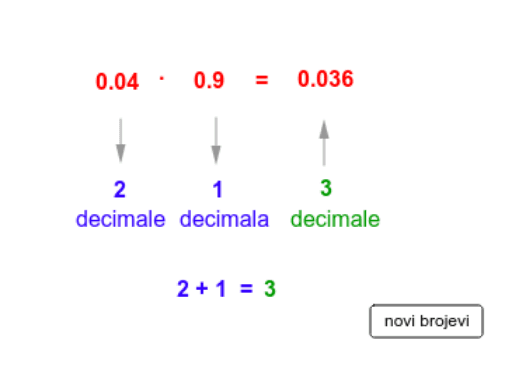 0.04 · 0.9 = 0.036
2 1 3
decimale decimala decimale
2 + 1 = 3
novi brojevi